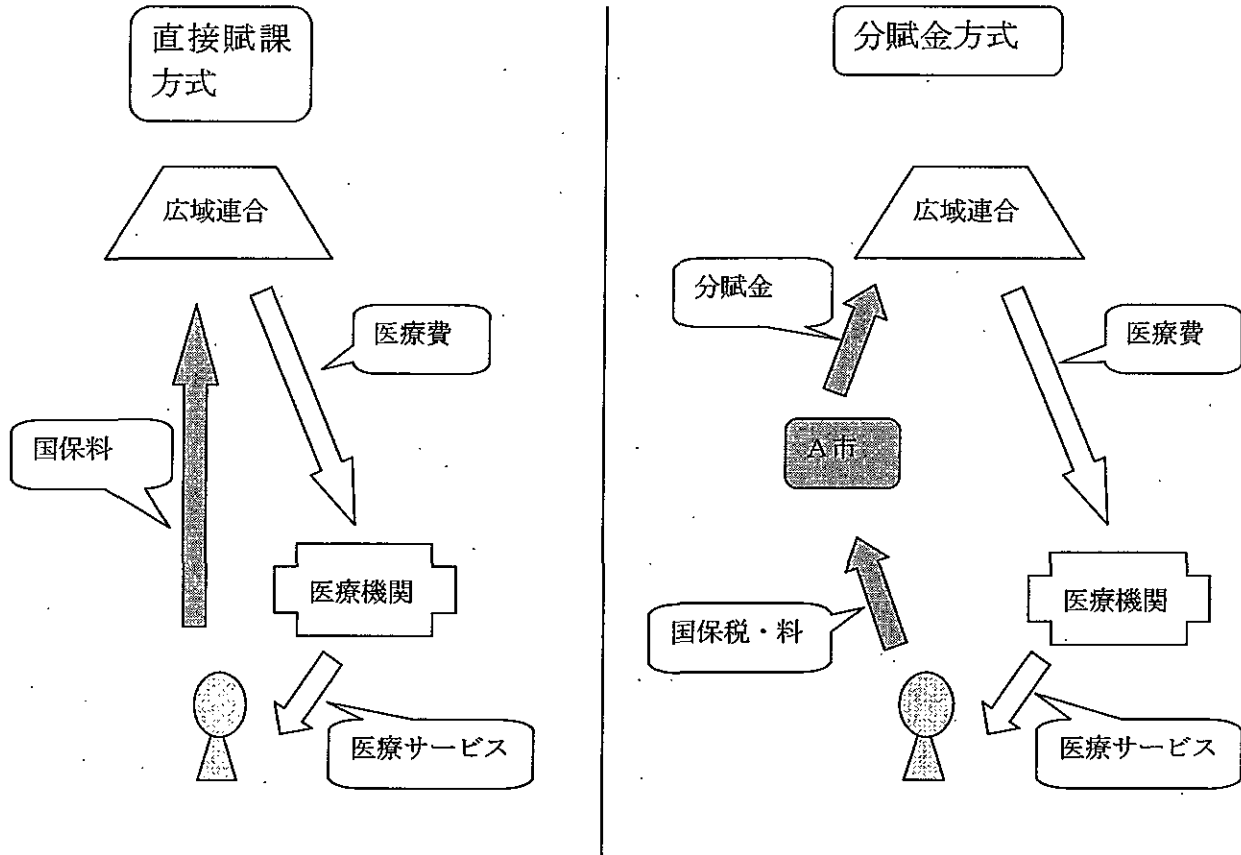 直接賦課
方式
広域連合
医療費
国保料
医療機関
医療サービス
分賦金方式
広域連合
分賦金
医療費
A市
医療機関
国保税・料
医療サービス